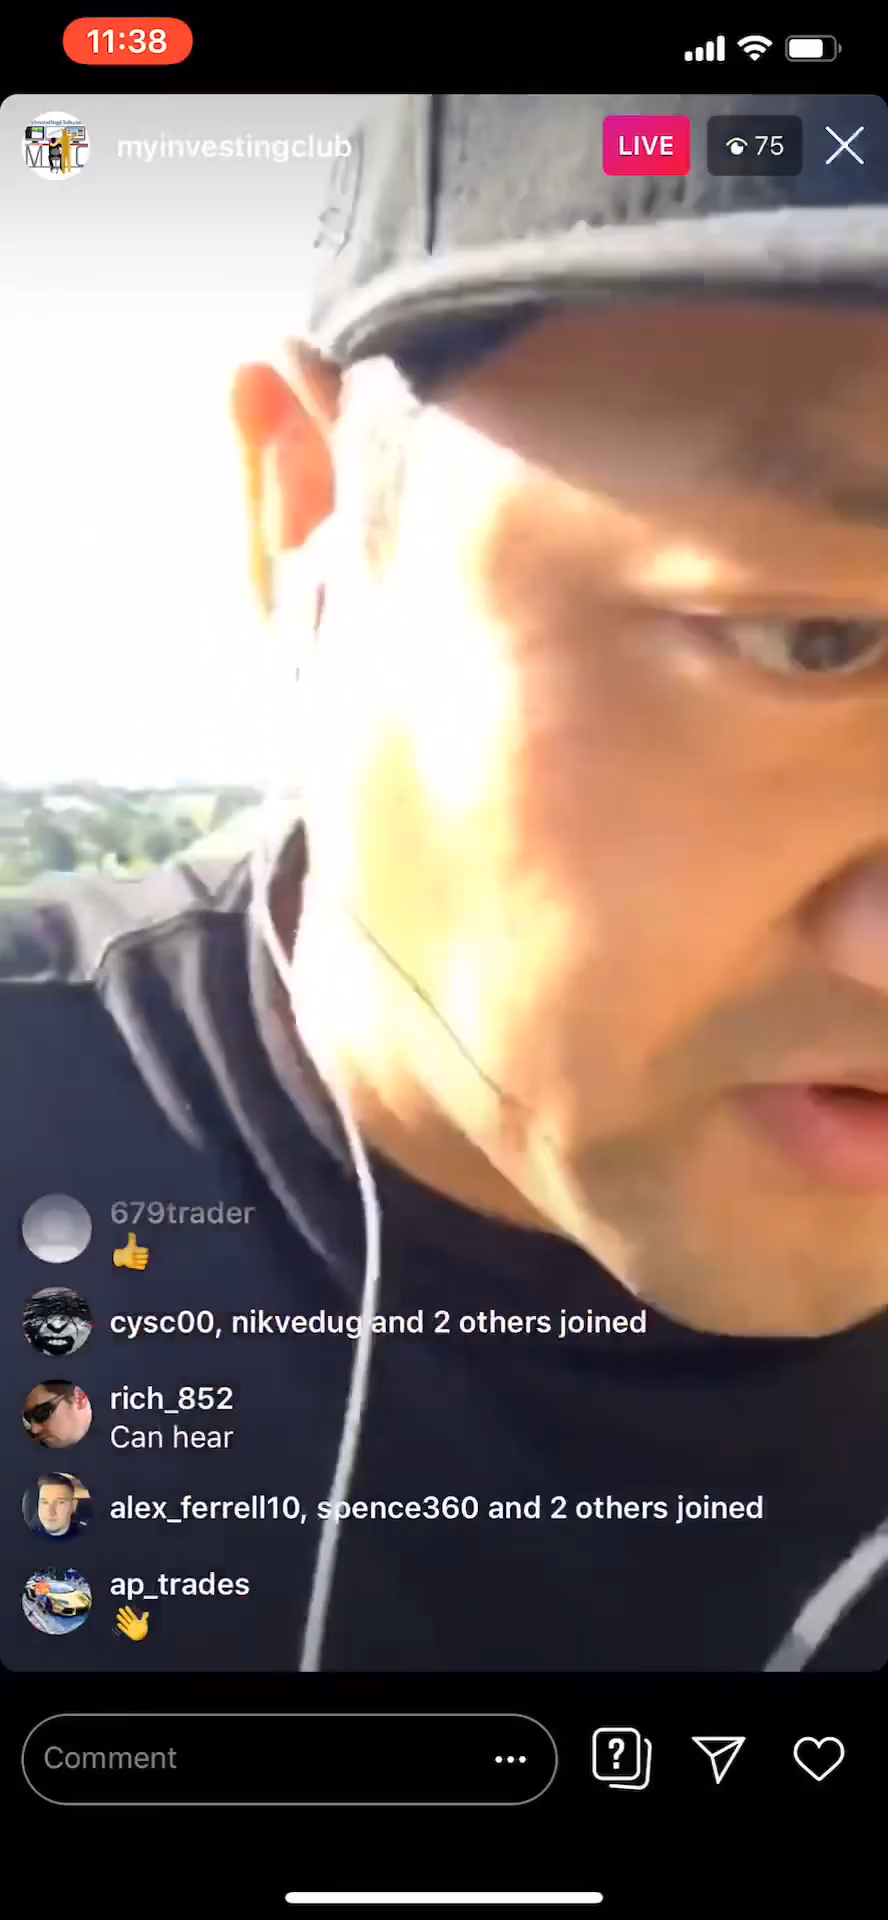 11:38
myinvestingclub
LIVE
75
679trader
👍
cysc00, nikvedug and 2 others joined
rich_852
Can hear
alex_ferrell10, spence360 and 2 others joined
ap_trades
👋
Comment
?